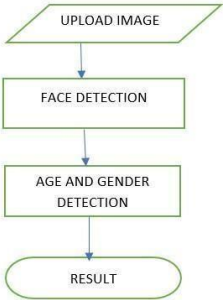 UPLOAD IMAGE
FACE DETECTION
AGE AND GENDER
DETECTION
RESULT